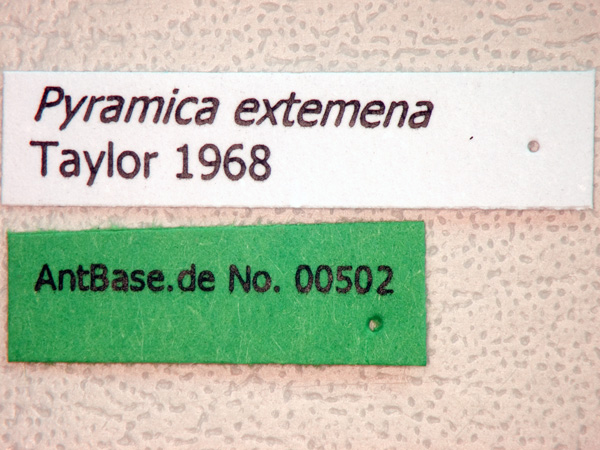 Pyramica extemena
Taylor 1968
AntBase.de No. 00502